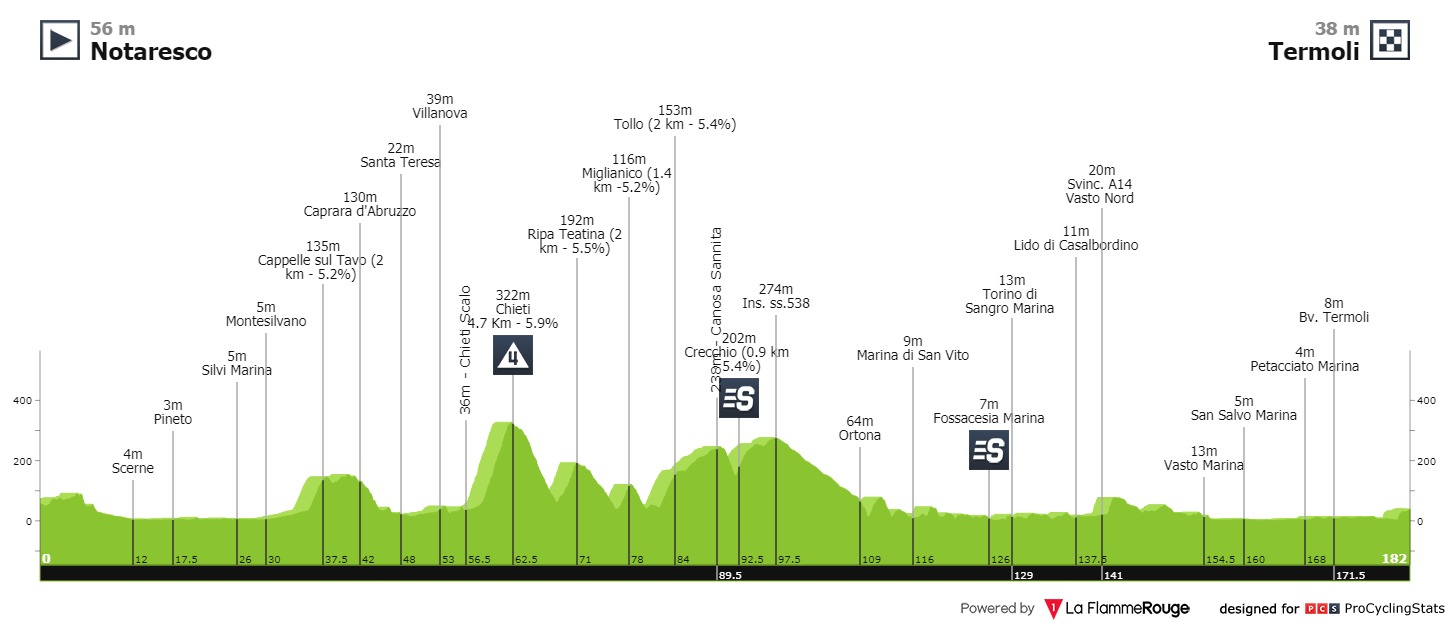 56 m
Notaresco
38 m
Termoli
4m
Scerne
3m
Pineto
5m
Silvi Marina
5m
Montesilvano
135m
Cappelle sul Tavo (2
km - 5.2%)
130m
Caprara d'Abruzzo
22m
Santa Teresa
39m
Villanova
36m - Chieti Scalo
322m
Chieti
4.7 Km - 5.9%
4
192m
Ripa Teatina (2
km - 5.5%)
116m
Miglianico (1.4
km -5.2%)
153m
Tollo (2 km - 5.4%)
238m - Canosa Sannita
202m
Crecchio (0.9 km
- 5.4%)
S
274m
Ins. ss.538
64m
Ortona
9m
Marina di San Vito
7m
Fossacesia Marina
S
13m
Torino di
Sangro Marina
11m
Lido di Casalbordino
20m
Svinc. A14
Vasto Nord
13m
Vasto Marina
5m
San Salvo Marina
4m
Petacciato Marina
8m
Bv. Termoli
400
200
0
400
200
0
0 12 17.5 26 30 37.5 42 48 53 56.5 62.5 71 78 84 92.5 97.5 109 116 126 137.5 154.5 160 168 182
89.5 129 141 171.5
Powered by 1 La FlammeRouge designed for PCS ProCyclingStats